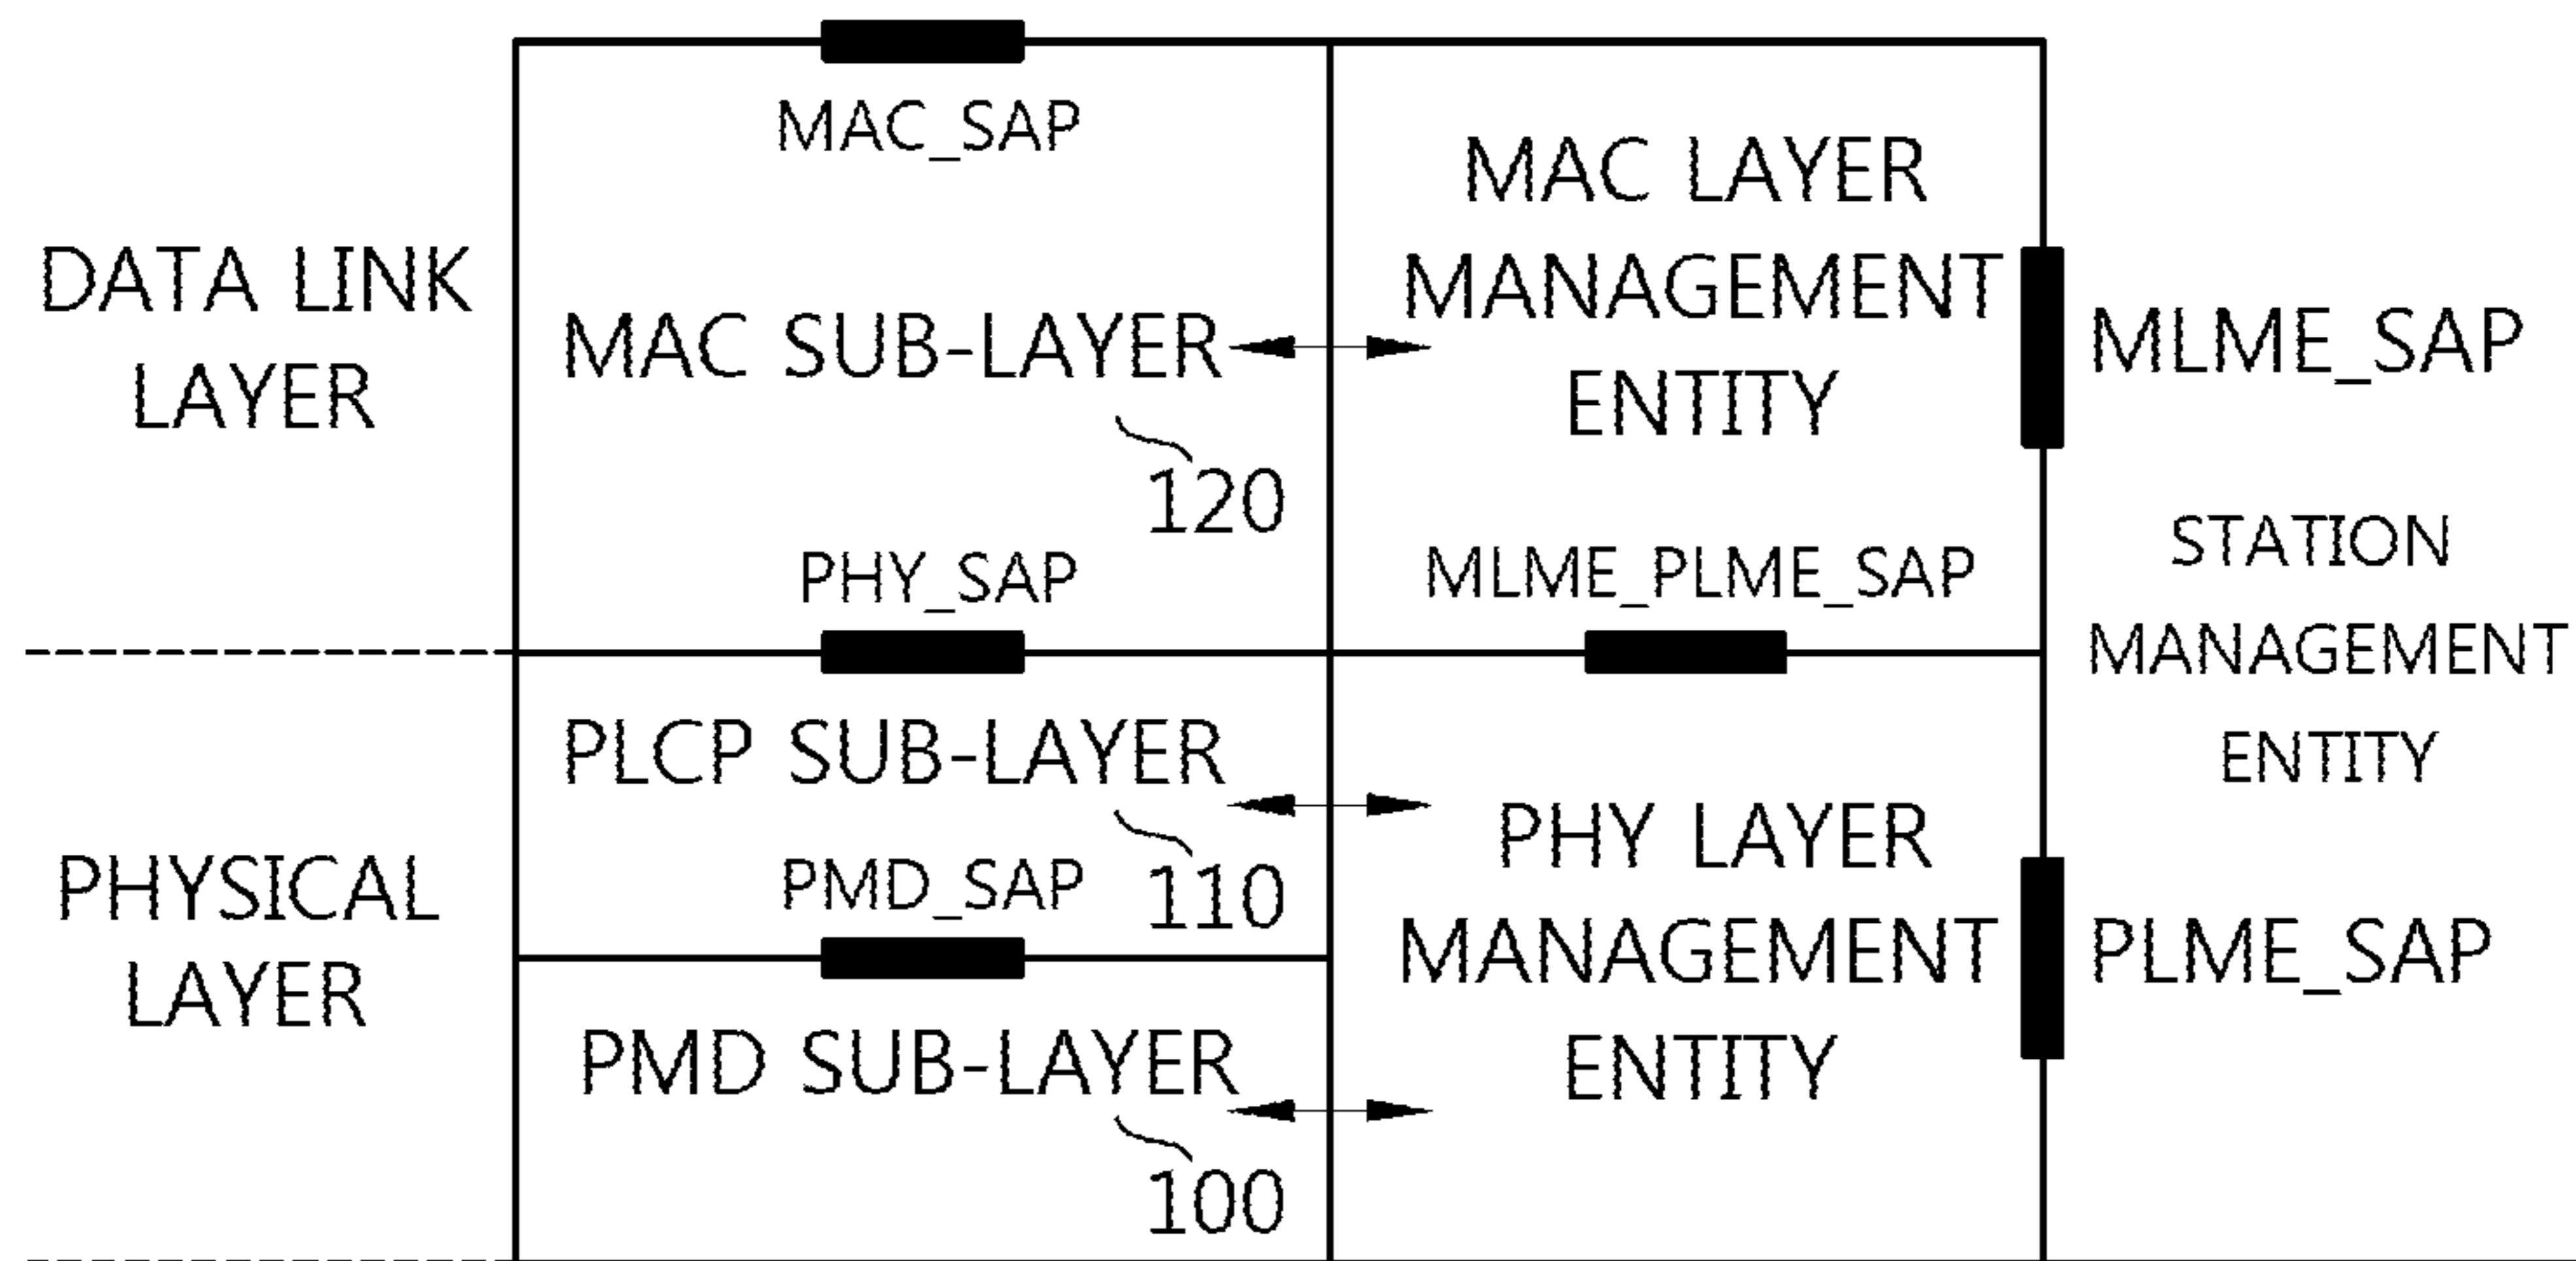 MAC_SAP
DATA LINK
LAYER
MAC SUB-LAYER
120
PHY_SAP
MAC LAYER
MANAGEMENT
ENTITY
MLME_PLME_SAP
MLME_SAP
STATION
MANAGEMENT
ENTITY
PHYSICAL
LAYER
PLCP SUB-LAYER
110
PMD_SAP
PMD SUB-LAYER
100
PHY LAYER
MANAGEMENT
ENTITY
PLME_SAP